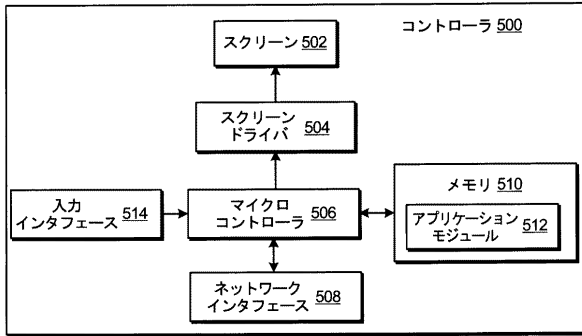 コントローラ 500
スクリーン 502
スクリーン
ドライバ 504
入力
インタフェース 514
マイクロ
コントローラ 506
メモリ 510
アプリケーション
モジュール 512
ネットワーク
インタフェース 508